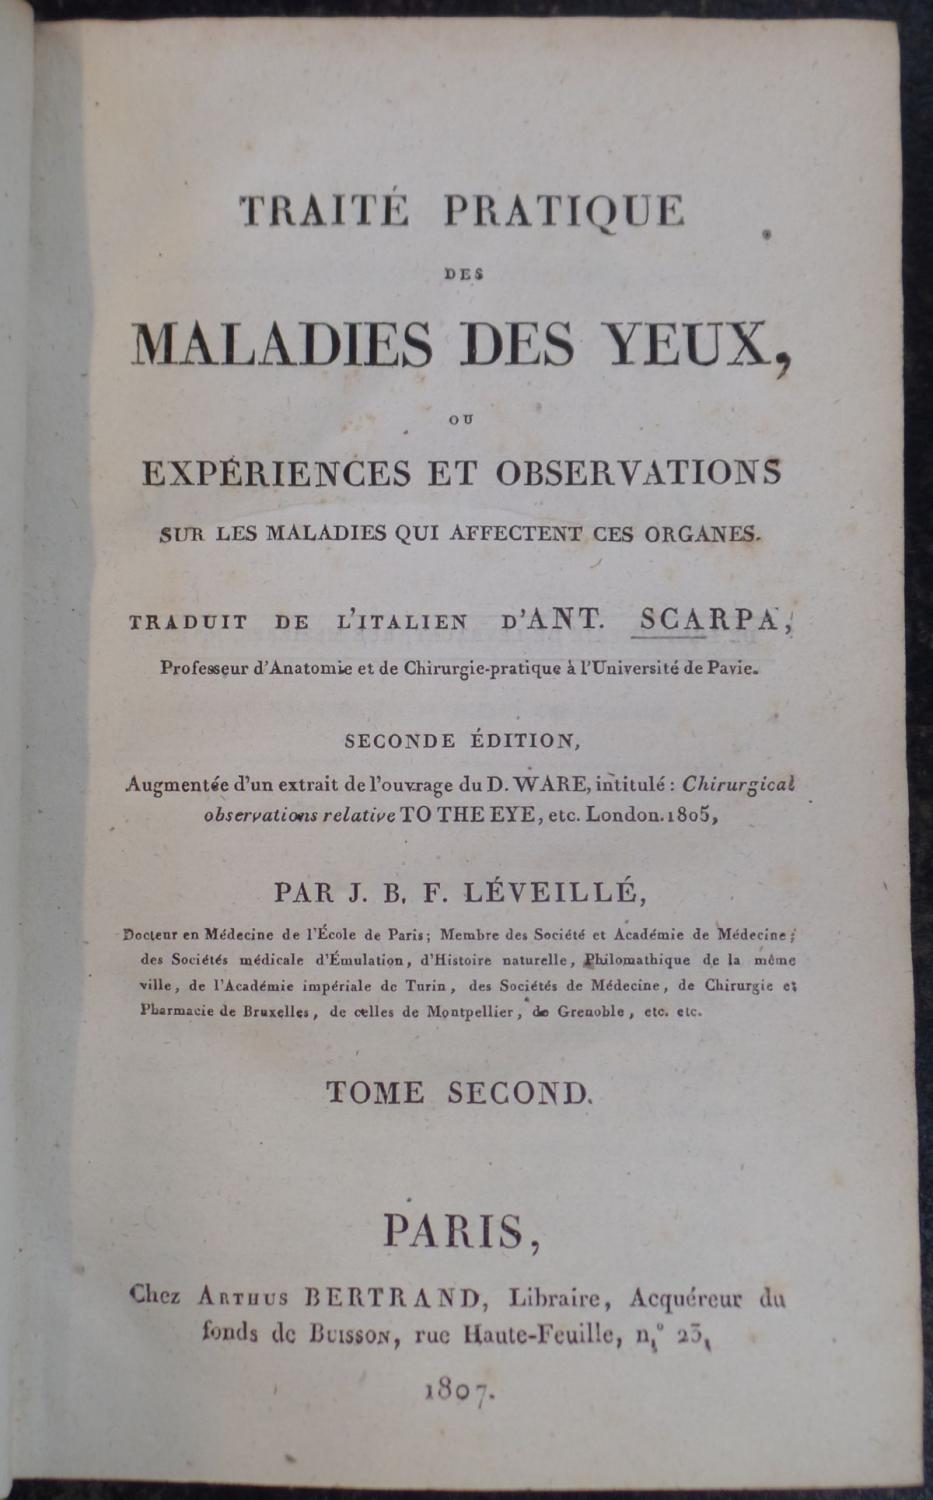 TRAITÉ PRATIQUE
DES
MALADIES DES YEUX,
OU
EXPÉRIENCES ET OBSERVATIONS
SUR LES MALADIES QUI AFFECTENT CES ORGANES.
TRADUIT DE L'ITALIEN D'ANT. SCARPA,
Professeur d'Anatomie et de Chirurgie-pratique à l'Université de Pavie.
SECONDE ÉDITION,
Augmentée d'un extrait de l'ouvrage du D. WARE, intitulé : Chirurgical
observations relative TO THE EYE, etc. London. 1805,
PAR J. B. F. LÉVEILLÉ,
Docteur en Médecine de l'École de Paris; Membre des Société et Académie de Médecine;
des Sociétés médicale d'Émulation, d'Histoire naturelle, Philomathique de la même
ville, de l'Académie impériale de Turin, des Sociétés de Médecine, de Chirurgie et
Pharmacie de Bruxelles, de celles de Montpellier, de Grenoble, etc. etc.
TOME SECOND.
PARIS,
Chez ARTHUS BERTRAND, Libraire, Acquéreur du
fonds de BUISSON, rue Haute-Feuille, n.° 23,
1807.